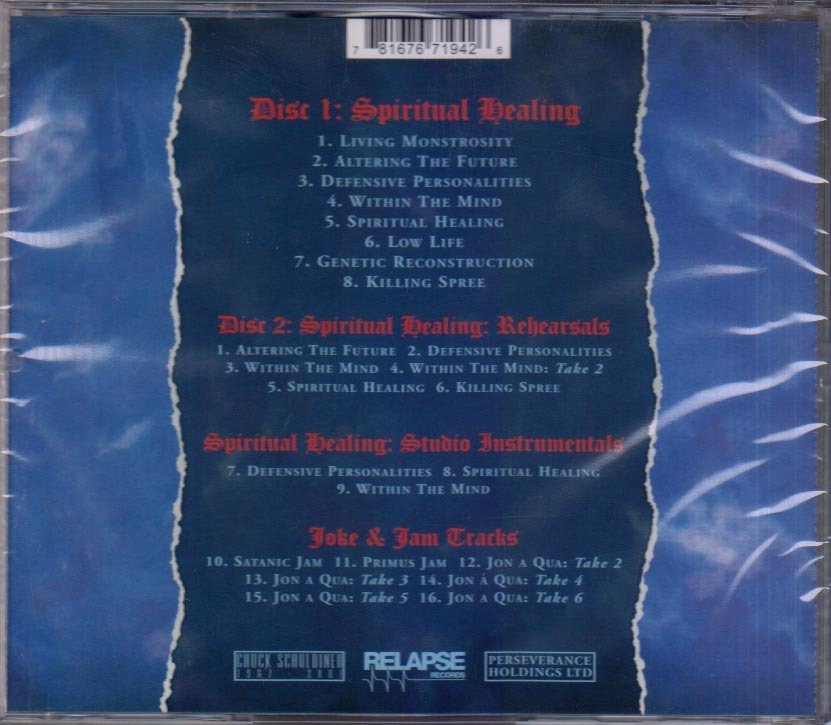 7 81676 71942 6
Disc 1: Spiritual Healing
1. Living Monstrosity
2. Altering The Future
3. Defensive Personalities
4. Within The Mind
5. Spiritual Healing
6. Low Life
7. Genetic Reconstruction
8. Killing Spree
Disc 2: Spiritual Healing: Rehearsals
1. Altering The Future 2. Defensive Personalities
3. Within The Mind 4. Within The Mind: Take 2
5. Spiritual Healing 6. Killing Spree
Spiritual Healing: Studio Instrumentals
7. Defensive Personalities 8. Spiritual Healing
9. Within The Mind
Joke & Jam Tracks
10. Satanic Jam 11. Primus Jam 12. Jon a Qua: Take 2
13. Jon a Qua: Take 3 14. Jon a Qua: Take 4
15. Jon a Qua: Take 5 16. Jon a Qua: Take 6
CHUCK SCHULDINER
1967 2001
RELAPSE
RECORDS
PERSEVERANCE
HOLDINGS LTD